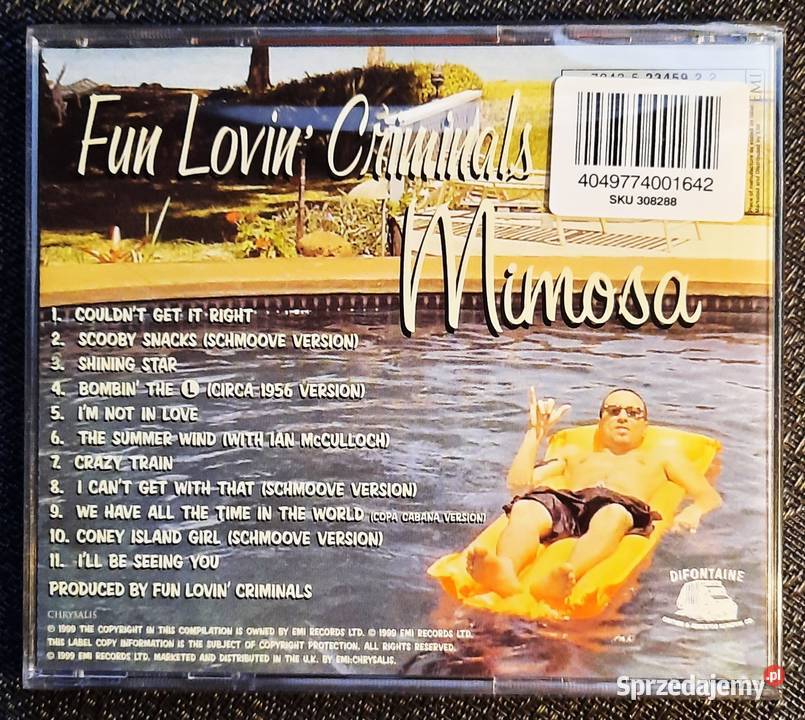 Fun Lovin' Criminals
Mimosa
EMI
4049774001642
SKU 308288
1. COULDN'T GET IT RIGHT
2. SCOOBY SNACKS (SCHMOOVE VERSION)
3. SHINING STAR
4. BOMBIN' THE L (CIRCA 1956 VERSION)
5. I'M NOT IN LOVE
6. THE SUMMER WIND (WITH IAN McCULLOCH)
7. CRAZY TRAIN
8. I CAN'T GET WITH THAT (SCHMOOVE VERSION)
9. WE HAVE ALL THE TIME IN THE WORLD (COPA CABANA VERSION)
10. CONEY ISLAND GIRL (SCHMOOVE VERSION)
11. I'LL BE SEEING YOU
PRODUCED BY FUN LOVIN' CRIMINALS
DIFONTAINE
CHRYSALIS
© 1999 THE COPYRIGHT IN THIS COMPILATION IS OWNED BY EMI RECORDS LTD. © 1999 EMI RECORDS LTD.
THIS LABEL COPY INFORMATION IS THE SUBJECT OF COPYRIGHT PROTECTION. ALL RIGHTS RESERVED.
© 1999 EMI RECORDS LTD. MARKETED AND DISTRIBUTED IN THE U.K. BY EMI:CHRYSALIS.
Sprzedajemy.pl